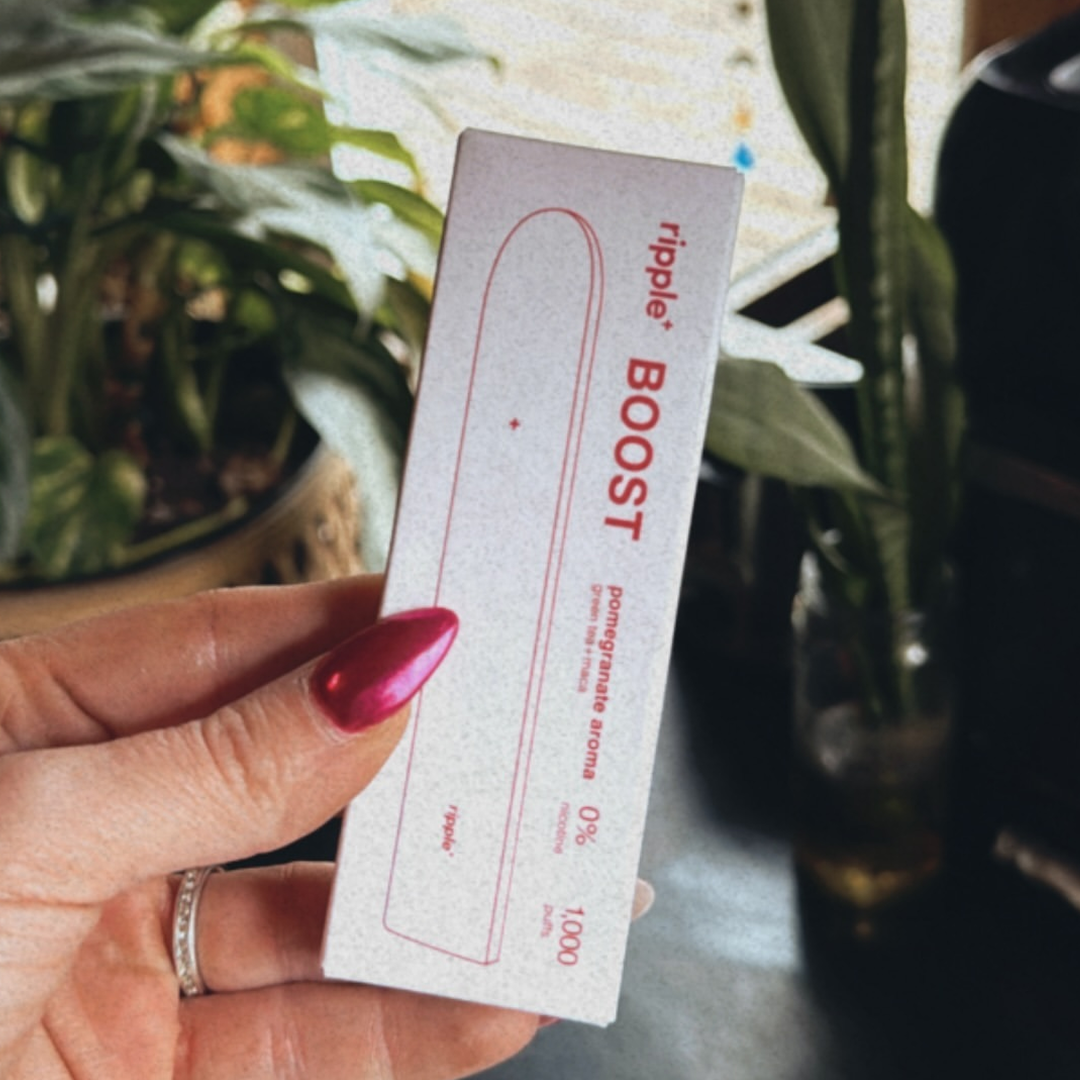 ripple+ BOOST
pomegranate aroma
green tea + maca
0%
nicotine
1,000
puffs
ripple+